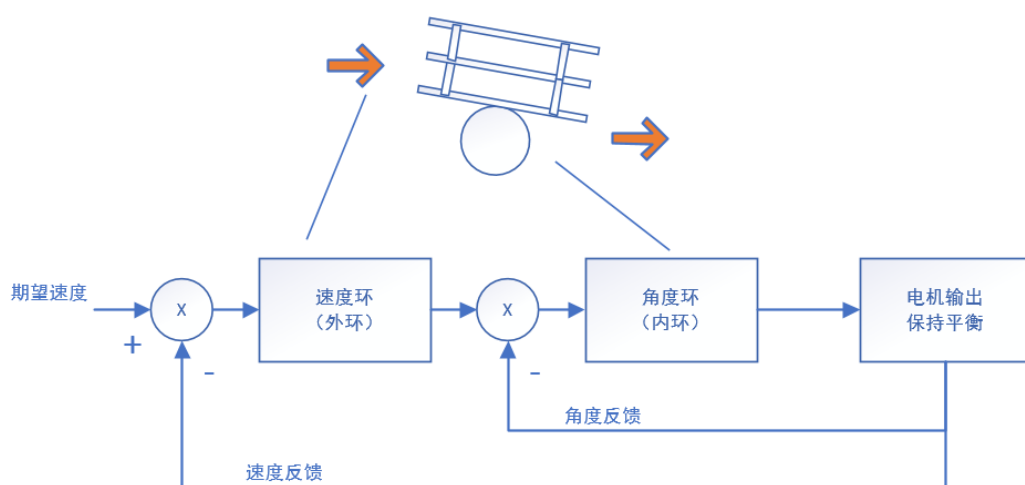 期望速度
X
+
-
速度环
（外环）
X
-
角度环
（内环）
电机输出
保持平衡
角度反馈
速度反馈